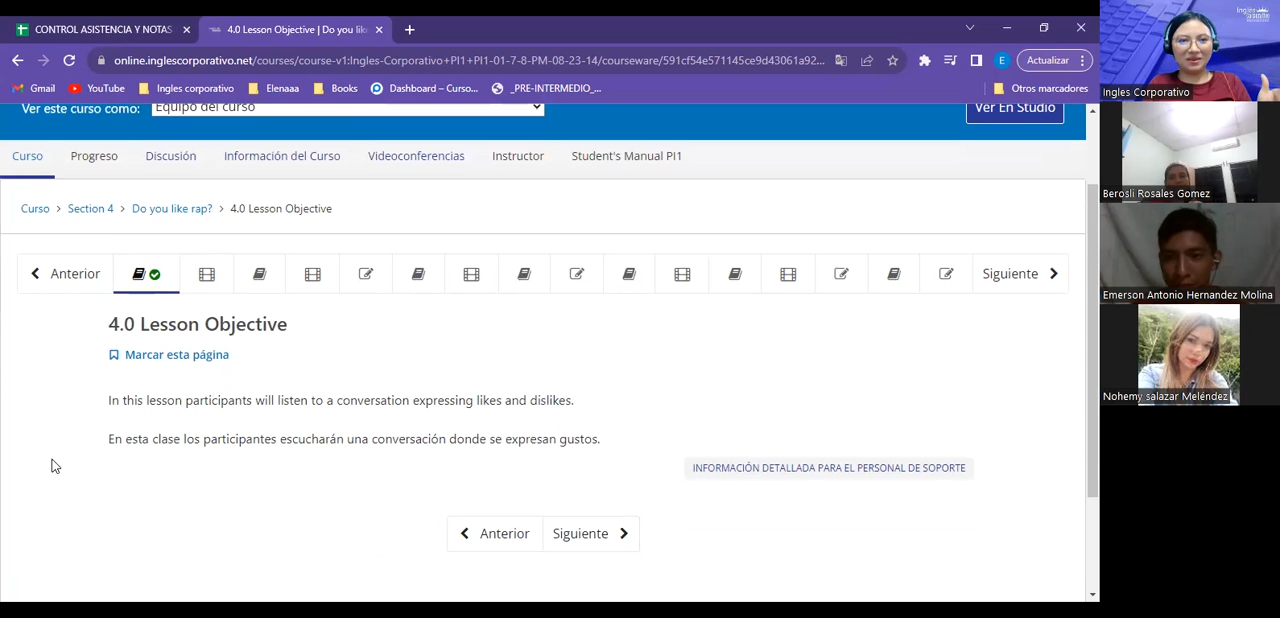 CONTROL ASISTENCIA Y NOTAS
4.0 Lesson Objective | Do you lik
online.inglescorporativo.net/courses/course-v1:Ingles-Corporativo+PI1+PI1-01-7-8-PM-08-23-14/courseware/591cf54e571145ce9d43061a92...
E
Actualizar
Gmail
YouTube
Ingles corporativo
Elenaaa
Books
Dashboard – Curso...
_PRE-INTERMEDIO_...
Otros marcadores
Ver este curso como:
Equipo del curso
Ver En Studio
Curso
Progreso
Discusión
Información del Curso
Videoconferencias
Instructor
Student's Manual PI1
Curso > Section 4 > Do you like rap? > 4.0 Lesson Objective
Anterior
Siguiente
4.0 Lesson Objective
Marcar esta página
In this lesson participants will listen to a conversation expressing likes and dislikes.
En esta clase los participantes escucharán una conversación donde se expresan gustos.
INFORMACIÓN DETALLADA PARA EL PERSONAL DE SOPORTE
Anterior
Siguiente
Ingles Corporativo
Berosli Rosales Gomez
Emerson Antonio Hernandez Molina
Nohemy salazar Meléndez